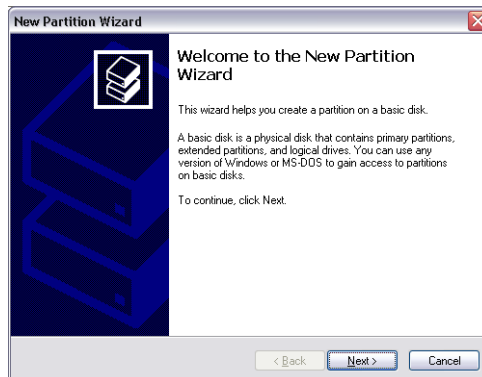 New Partition Wizard
Welcome to the New Partition
Wizard
This wizard helps you create a partition on a basic disk.
A basic disk is a physical disk that contains primary partitions,
extended partitions, and logical drives. You can use any
version of Windows or MS-DOS to gain access to partitions
on basic disks.
To continue, click Next.
< Back
Next >
Cancel